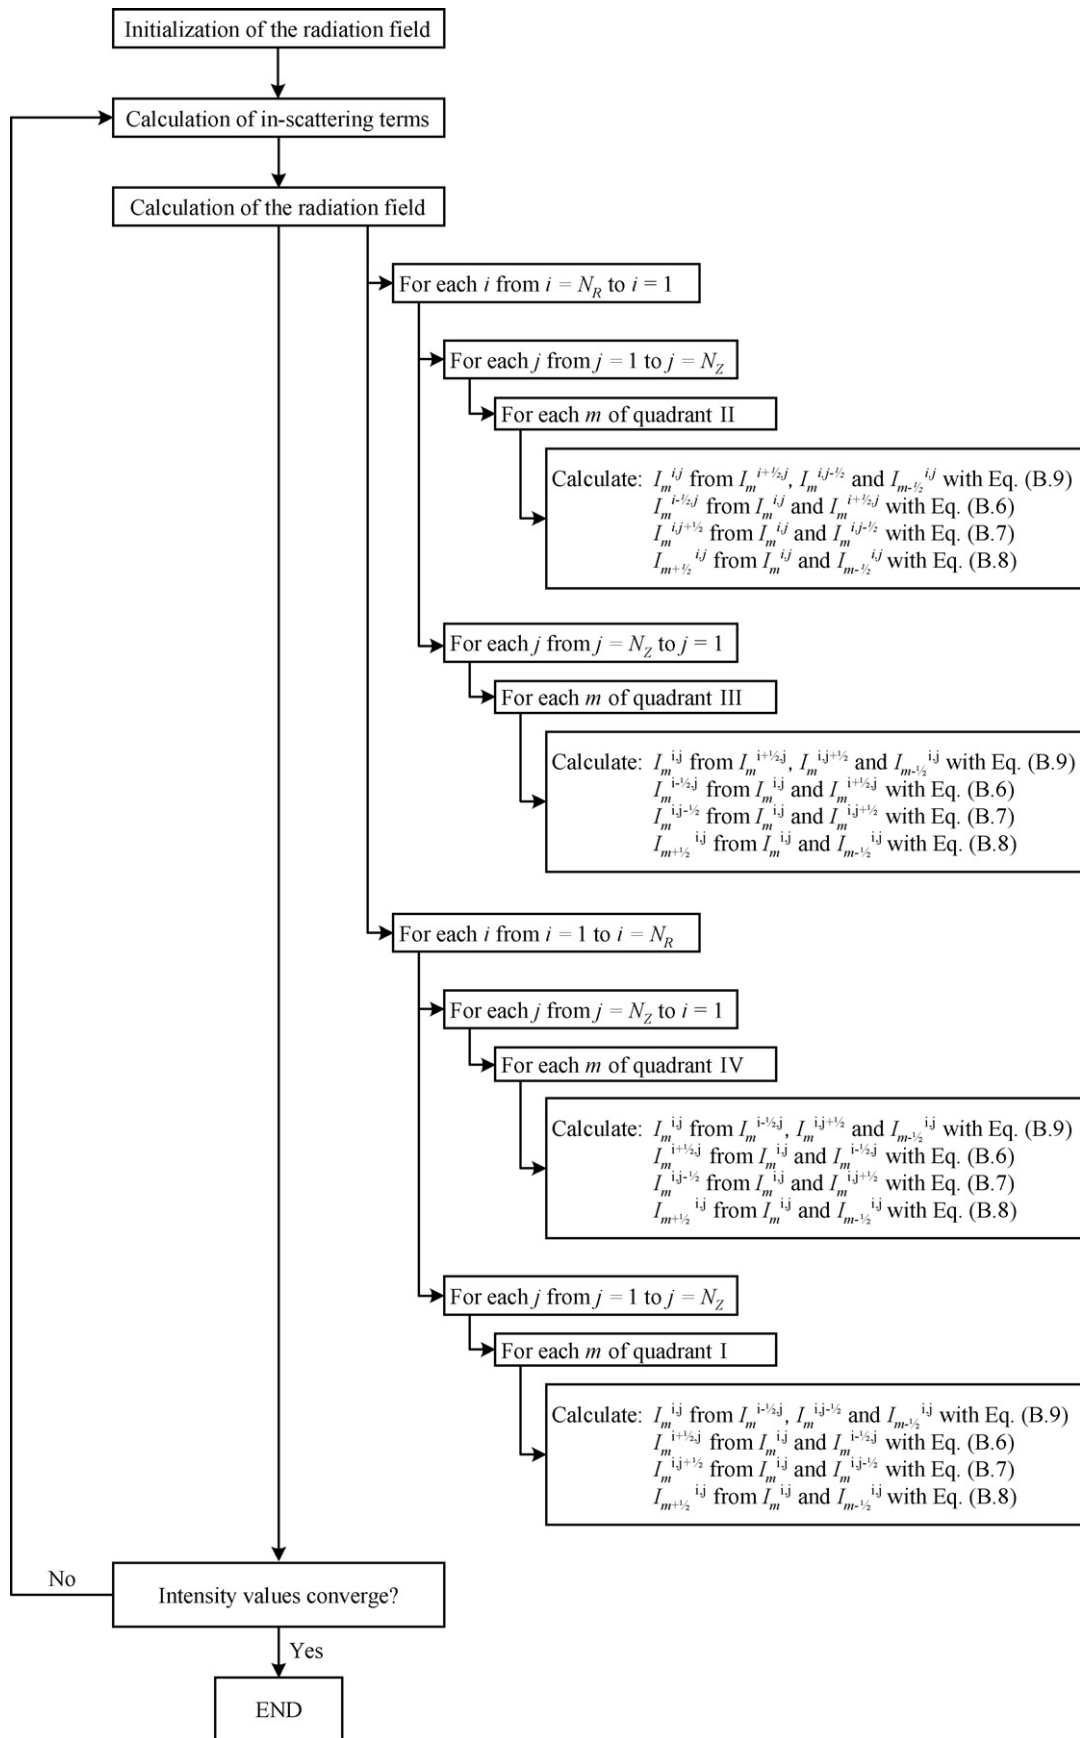 Initialization of the radiation field
Calculation of in-scattering terms
Calculation of the radiation field
For each i from i = N_R to i = 1
For each j from j = 1 to j = N_Z
For each m of quadrant II
Calculate: I_m^{i,j} from I_m^{i+½,j}, I_m^{i,j-½} and I_{m-½}^{i,j} with Eq. (B.9)
I_m^{i-½,j} from I_m^{i,j} and I_m^{i+½,j} with Eq. (B.6)
I_m^{i,j+½} from I_m^{i,j} and I_m^{i,j-½} with Eq. (B.7)
I_{m+½}^{i,j} from I_m^{i,j} and I_{m-½}^{i,j} with Eq. (B.8)
For each j from j = N_Z to j = 1
For each m of quadrant III
Calculate: I_m^{i,j} from I_m^{i+½,j}, I_m^{i,j+½} and I_{m-½}^{i,j} with Eq. (B.9)
I_m^{i-½,j} from I_m^{i,j} and I_m^{i+½,j} with Eq. (B.6)
I_m^{i,j-½} from I_m^{i,j} and I_m^{i,j+½} with Eq. (B.7)
I_{m+½}^{i,j} from I_m^{i,j} and I_{m-½}^{i,j} with Eq. (B.8)
For each i from i = 1 to i = N_R
For each j from j = N_Z to i = 1
For each m of quadrant IV
Calculate: I_m^{i,j} from I_m^{i-½,j}, I_m^{i,j+½} and I_{m-½}^{i,j} with Eq. (B.9)
I_m^{i+½,j} from I_m^{i,j} and I_m^{i-½,j} with Eq. (B.6)
I_m^{i,j-½} from I_m^{i,j} and I_m^{i,j+½} with Eq. (B.7)
I_{m+½}^{i,j} from I_m^{i,j} and I_{m-½}^{i,j} with Eq. (B.8)
For each j from j = 1 to j = N_Z
For each m of quadrant I
Calculate: I_m^{i,j} from I_m^{i-½,j}, I_m^{i,j-½} and I_{m-½}^{i,j} with Eq. (B.9)
I_m^{i+½,j} from I_m^{i,j} and I_m^{i-½,j} with Eq. (B.6)
I_m^{i,j+½} from I_m^{i,j} and I_m^{i,j-½} with Eq. (B.7)
I_{m+½}^{i,j} from I_m^{i,j} and I_{m-½}^{i,j} with Eq. (B.8)
No
Intensity values converge?
Yes
END